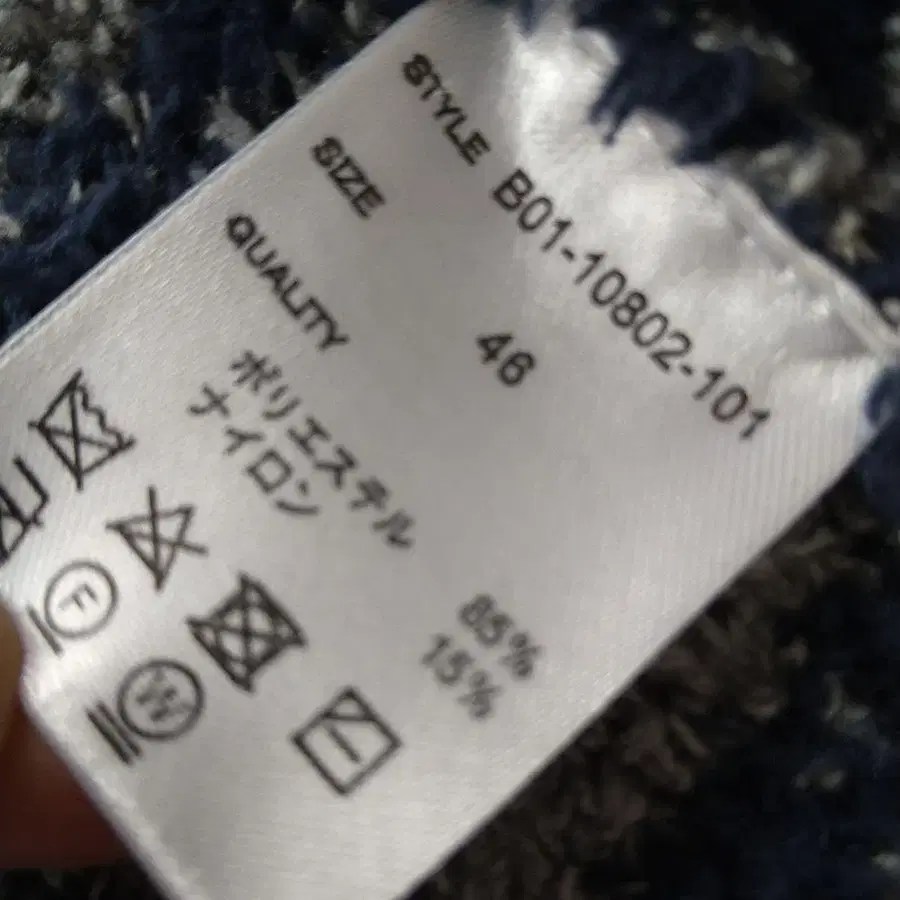 STYLE B01-10802-101
SIZE 46
QUALITY
ポリエステル 85%
ナイロン 15%
F
W